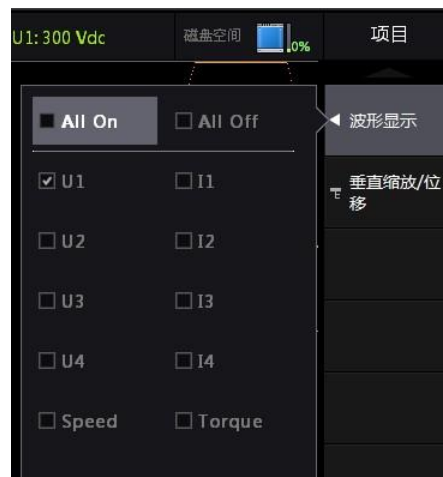 U1: 300 Vdc
磁盘空间
0%
项目
All On
All Off
波形显示
U1
I1
垂直缩放/位
移
U2
I2
U3
I3
U4
I4
Speed
Torque